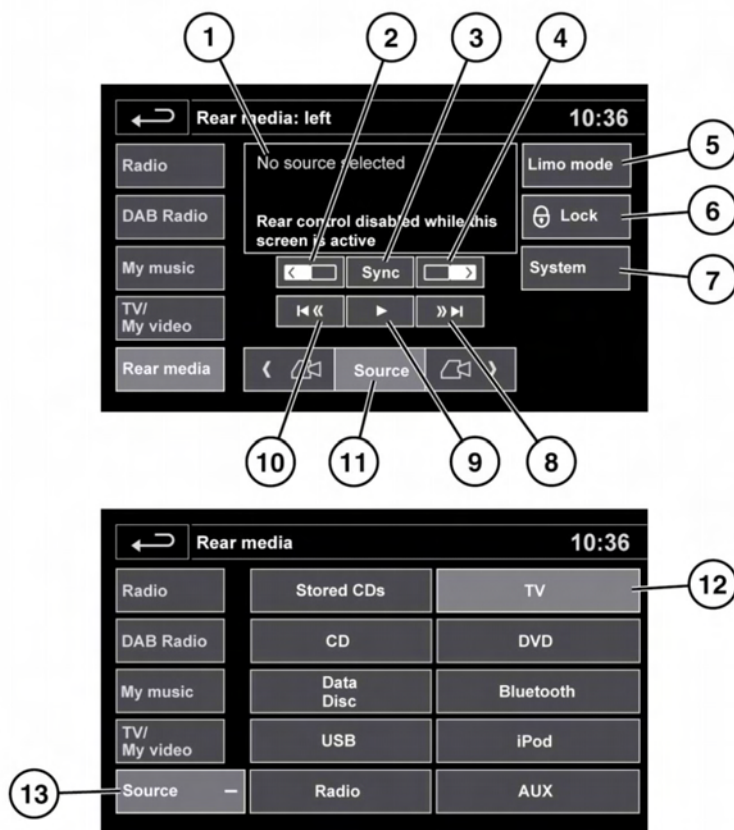 1 2 3 4
Rear media: left 10:36
Radio
No source selected
Limo mode
5
DAB Radio
Rear control disabled while this
screen is active
Lock
6
My music
Sync
System
7
TV/
My video
Rear media
Source
10 11 9 8
Rear media 10:36
Radio
Stored CDs
TV
12
DAB Radio
CD
DVD
My music
Data
Disc
Bluetooth
TV/
My video
USB
iPod
13
Source –
Radio
AUX